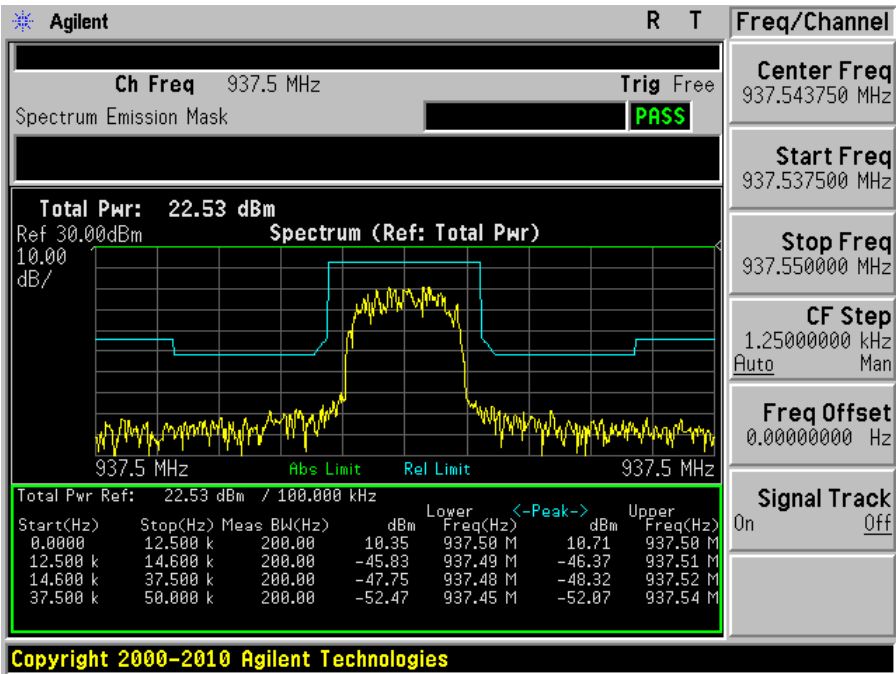 Agilent R T Freq/Channel
Ch Freq 937.5 MHz Trig Free
Spectrum Emission Mask PASS
Center Freq
937.543750 MHz
Start Freq
937.537500 MHz
Stop Freq
937.550000 MHz
CF Step
1.25000000 kHz
Auto Man
Freq Offset
0.00000000 Hz
Signal Track
On Off
Total Pwr: 22.53 dBm
Ref 30.00dBm Spectrum (Ref: Total Pwr)
10.00
dB/
937.5 MHz Abs Limit Rel Limit 937.5 MHz
Total Pwr Ref: 22.53 dBm / 100.000 kHz
Lower <-Peak-> Upper
Start(Hz) Stop(Hz) Meas BW(Hz) dBm Freq(Hz) dBm Freq(Hz)
0.0000 12.500 k 200.00 10.35 937.50 M 10.71 937.50 M
12.500 k 14.600 k 200.00 -45.83 937.49 M -46.37 937.51 M
14.600 k 37.500 k 200.00 -47.75 937.48 M -48.32 937.52 M
37.500 k 50.000 k 200.00 -52.47 937.45 M -52.07 937.54 M
Copyright 2000-2010 Agilent Technologies